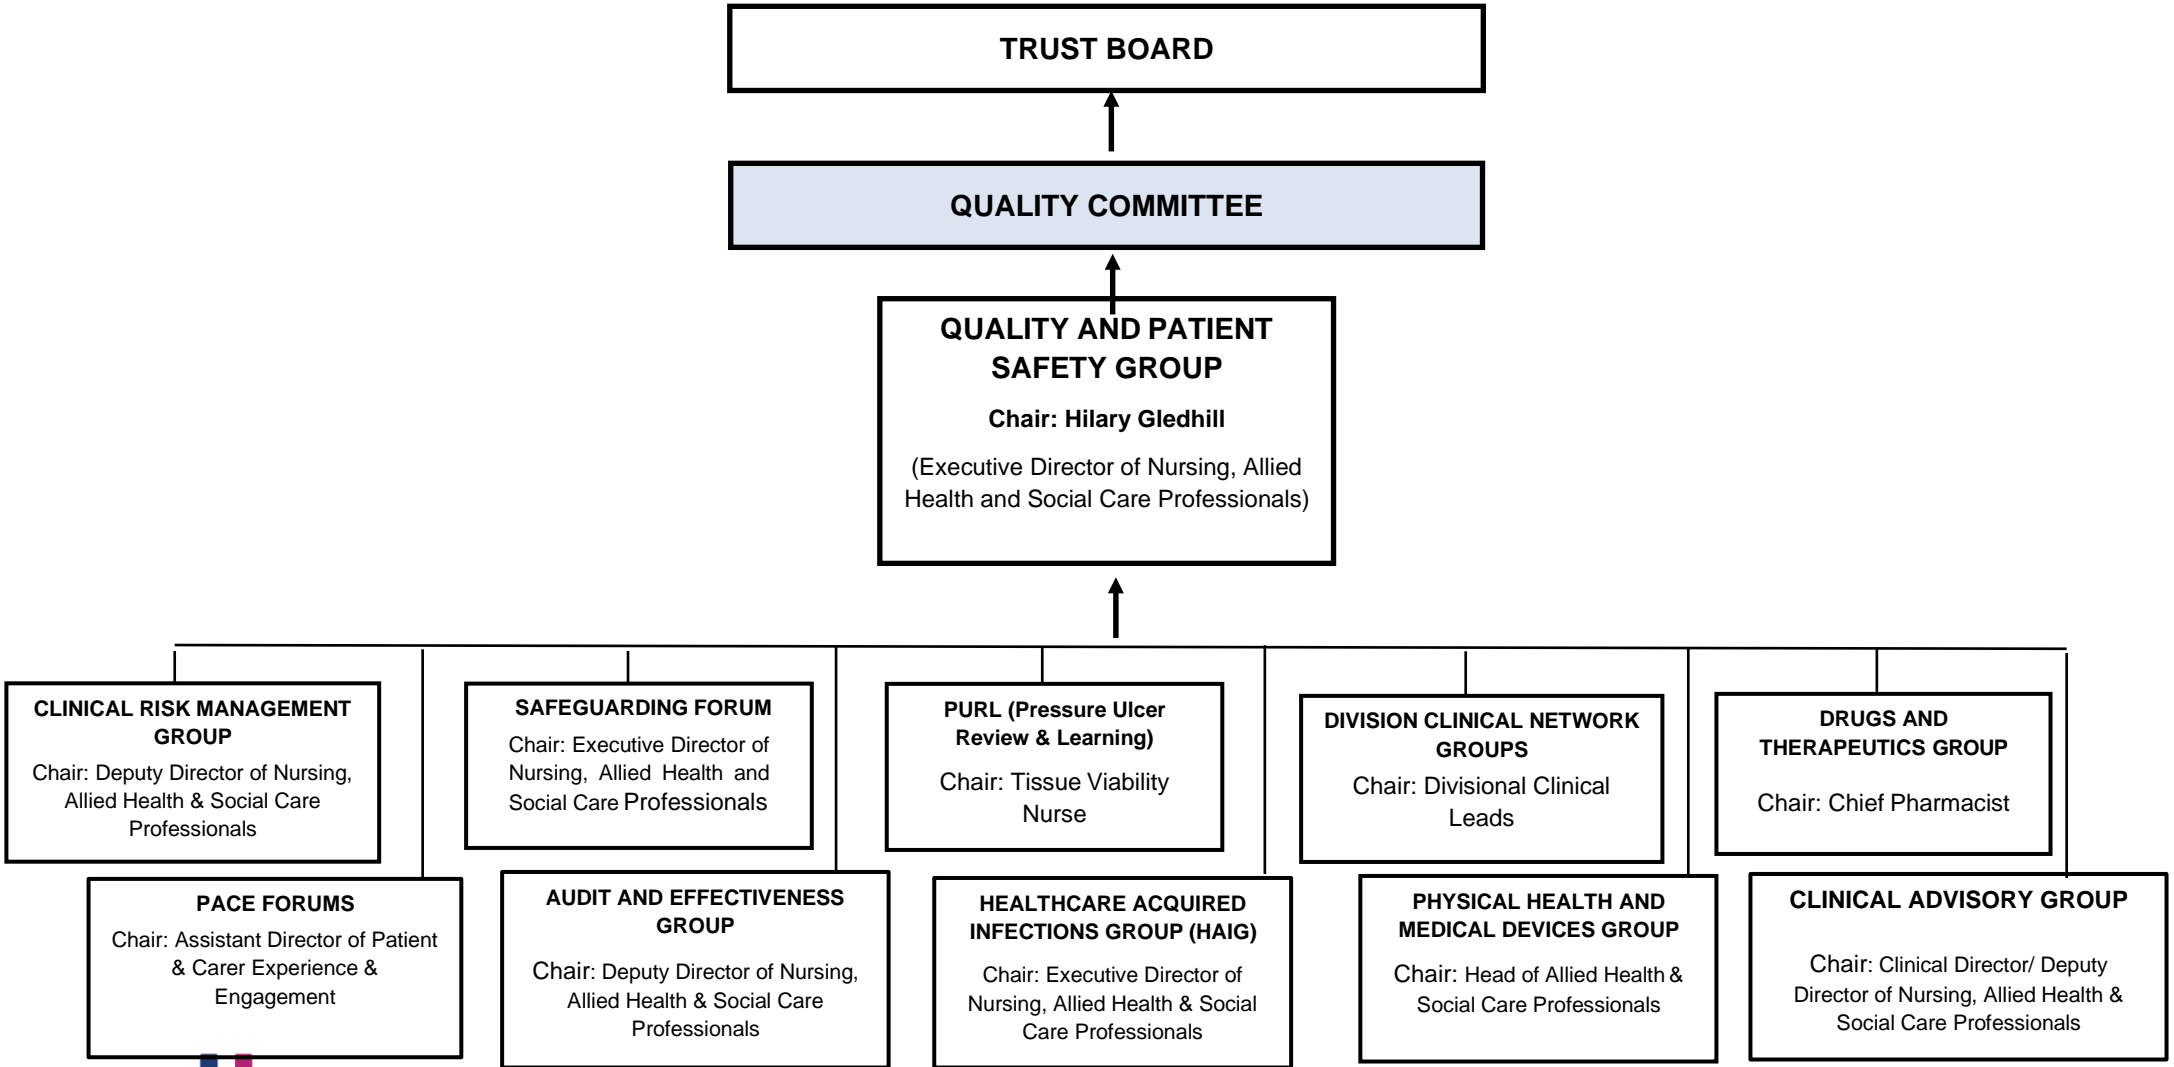 TRUST BOARD
QUALITY COMMITTEE
QUALITY AND PATIENT
SAFETY GROUP
Chair: Hilary Gledhill
(Executive Director of Nursing, Allied
Health and Social Care Professionals)
CLINICAL RISK MANAGEMENT
GROUP
Chair: Deputy Director of Nursing,
Allied Health & Social Care
Professionals
SAFEGUARDING FORUM
Chair: Executive Director of
Nursing, Allied Health and
Social Care Professionals
PURL (Pressure Ulcer
Review & Learning)
Chair: Tissue Viability
Nurse
DIVISION CLINICAL NETWORK
GROUPS
Chair: Divisional Clinical
Leads
DRUGS AND
THERAPEUTICS GROUP
Chair: Chief Pharmacist
PACE FORUMS
Chair: Assistant Director of Patient
& Carer Experience &
Engagement
AUDIT AND EFFECTIVENESS
GROUP
Chair: Deputy Director of Nursing,
Allied Health & Social Care
Professionals
HEALTHCARE ACQUIRED
INFECTIONS GROUP (HAIG)
Chair: Executive Director of
Nursing, Allied Health & Social
Care Professionals
PHYSICAL HEALTH AND
MEDICAL DEVICES GROUP
Chair: Head of Allied Health &
Social Care Professionals
CLINICAL ADVISORY GROUP
Chair: Clinical Director/ Deputy
Director of Nursing, Allied Health &
Social Care Professionals